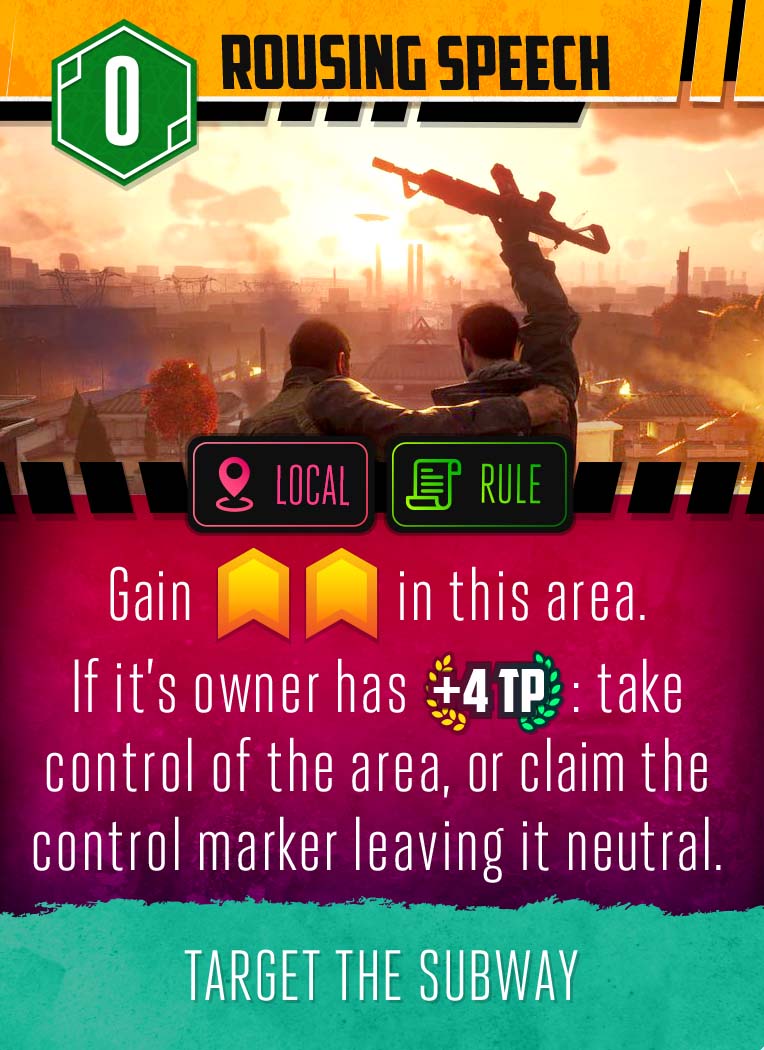 0
ROUSING SPEECH
LOCAL
RULE
Gain in this area.
If it's owner has +4 TP : take
control of the area, or claim the
control marker leaving it neutral.
TARGET THE SUBWAY